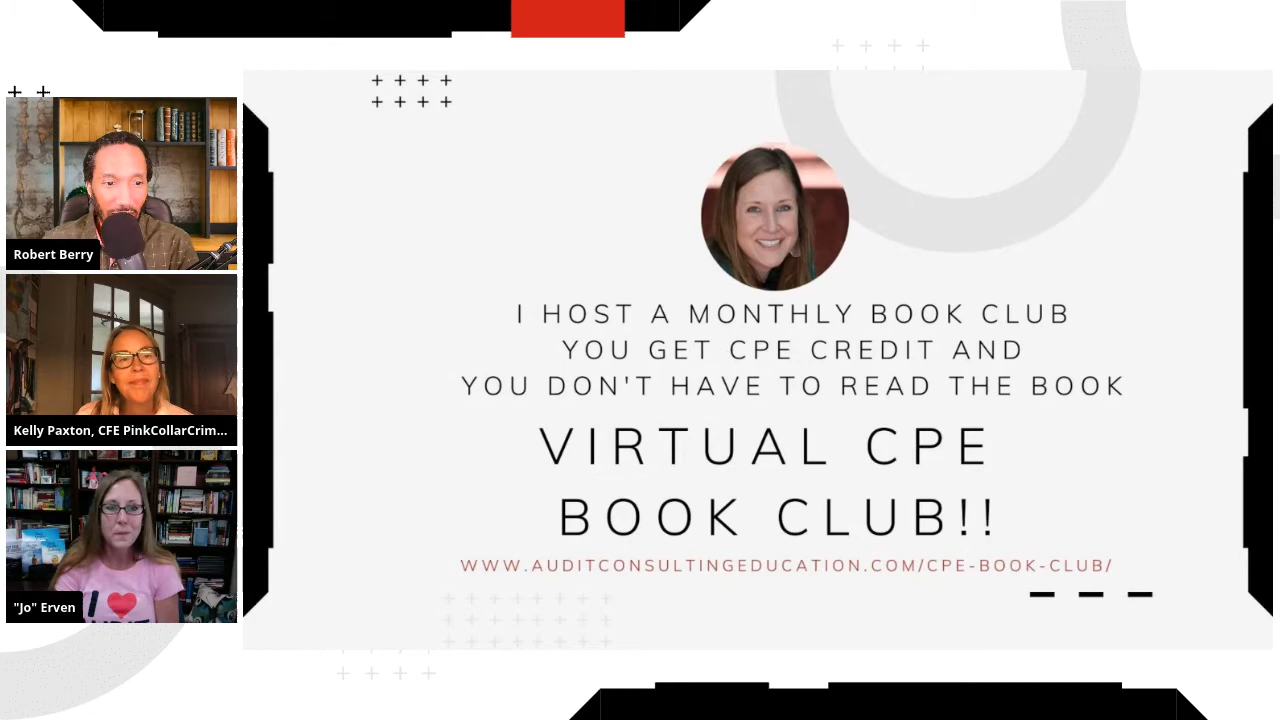 Robert Berry
Kelly Paxton, CFE PinkCollarCrim...
"Jo" Erven
I
I HOST A MONTHLY BOOK CLUB
YOU GET CPE CREDIT AND
YOU DON'T HAVE TO READ THE BOOK
VIRTUAL CPE
BOOK CLUB!!
WWW.AUDITCONSULTINGEDUCATION.COM/CPE-BOOK-CLUB/